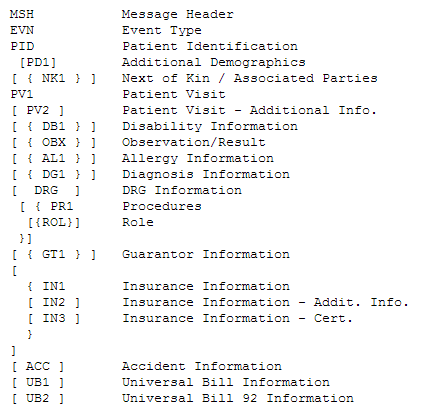 MSH Message Header
EVN Event Type
PID Patient Identification
[PD1] Additional Demographics
[ { NK1 } ] Next of Kin / Associated Parties
PV1 Patient Visit
[ PV2 ] Patient Visit - Additional Info.
[ { DB1 } ] Disability Information
[ { OBX } ] Observation/Result
[ { AL1 } ] Allergy Information
[ { DG1 } ] Diagnosis Information
[ DRG ] DRG Information
[ { PR1 Procedures
[{ROL}] Role
}]
[ { GT1 } ] Guarantor Information
[
{ IN1 Insurance Information
[ IN2 ] Insurance Information - Addit. Info.
[ IN3 ] Insurance Information - Cert.
}
]
[ ACC ] Accident Information
[ UB1 ] Universal Bill Information
[ UB2 ] Universal Bill 92 Information